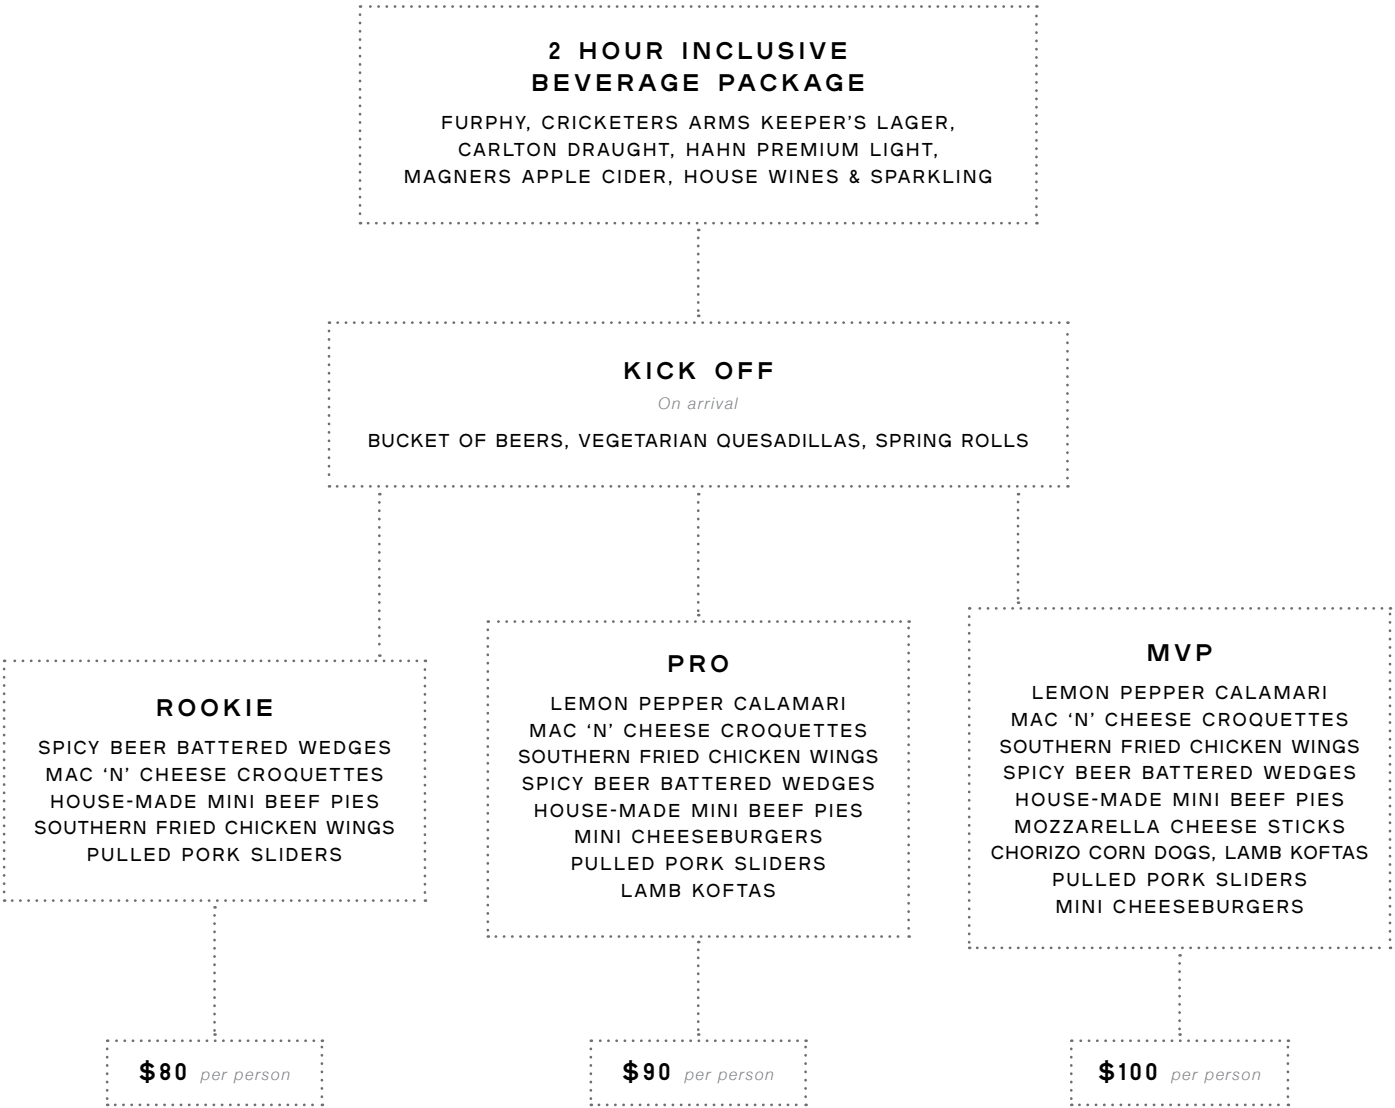 2 HOUR INCLUSIVE
BEVERAGE PACKAGE
FURPHY, CRICKETERS ARMS KEEPER’S LAGER,
CARLTON DRAUGHT, HAHN PREMIUM LIGHT,
MAGNERS APPLE CIDER, HOUSE WINES & SPARKLING
KICK OFF
On arrival
BUCKET OF BEERS, VEGETARIAN QUESADILLAS, SPRING ROLLS
ROOKIE
SPICY BEER BATTERED WEDGES
MAC ‘N’ CHEESE CROQUETTES
HOUSE-MADE MINI BEEF PIES
SOUTHERN FRIED CHICKEN WINGS
PULLED PORK SLIDERS
$80 per person
PRO
LEMON PEPPER CALAMARI
MAC ‘N’ CHEESE CROQUETTES
SOUTHERN FRIED CHICKEN WINGS
SPICY BEER BATTERED WEDGES
HOUSE-MADE MINI BEEF PIES
MINI CHEESEBURGERS
PULLED PORK SLIDERS
LAMB KOFTAS
$90 per person
MVP
LEMON PEPPER CALAMARI
MAC ‘N’ CHEESE CROQUETTES
SOUTHERN FRIED CHICKEN WINGS
SPICY BEER BATTERED WEDGES
HOUSE-MADE MINI BEEF PIES
MOZZARELLA CHEESE STICKS
CHORIZO CORN DOGS, LAMB KOFTAS
PULLED PORK SLIDERS
MINI CHEESEBURGERS
$100 per person